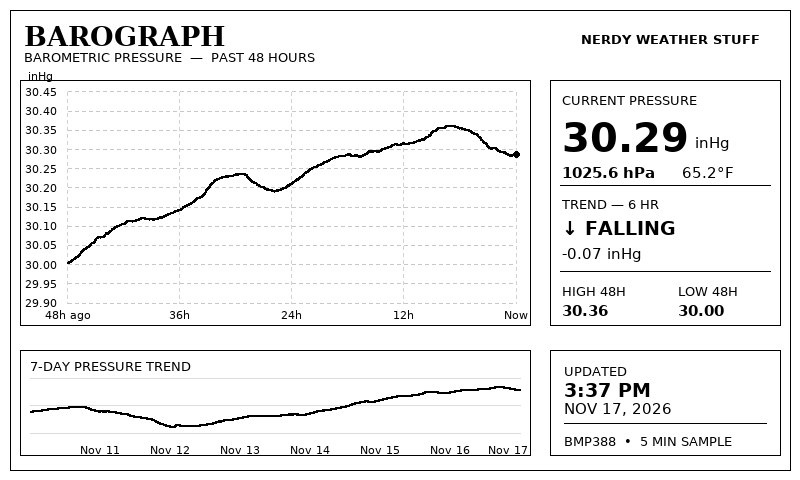 BAROGRAPH
BAROMETRIC PRESSURE — PAST 48 HOURS
NERDY WEATHER STUFF
inHg
30.45
30.40
30.35
30.30
30.25
30.20
30.15
30.10
30.05
30.00
29.95
29.90
48h ago 36h 24h 12h Now
CURRENT PRESSURE
30.29 inHg
1025.6 hPa 65.2°F
TREND — 6 HR
↓ FALLING
-0.07 inHg
HIGH 48H LOW 48H
30.36 30.00
7-DAY PRESSURE TREND
Nov 11 Nov 12 Nov 13 Nov 14 Nov 15 Nov 16 Nov 17
UPDATED
3:37 PM
NOV 17, 2026
BMP388 • 5 MIN SAMPLE